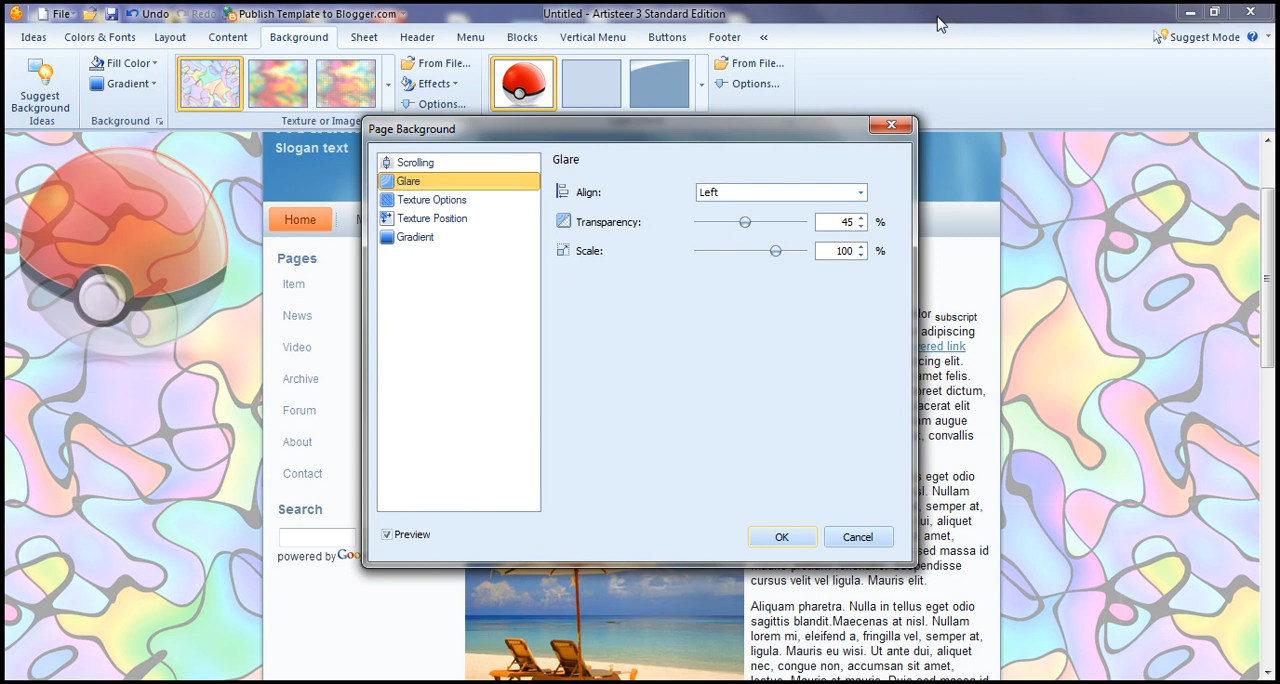 File
Undo
Redo
Publish Template to Blogger.com
Untitled - Artisteer 3 Standard Edition
Ideas
Colors & Fonts
Layout
Content
Background
Sheet
Header
Menu
Blocks
Vertical Menu
Buttons
Footer
«
Suggest Mode
Suggest
Background
Ideas
Fill Color
Gradient
From File...
Effects
Options...
From File...
Options...
Ideas
Background
Texture or Image
Page Background
Slogan text
Scrolling
Glare
Texture Options
Texture Position
Gradient
Glare
Align:
Left
Transparency:
45
%
Scale:
100
%
Preview
OK
Cancel
Home
Pages
Item
News
Video
Archive
Forum
About
Contact
Search
powered by
subscript
adipiscing
ered link
cing elit.
amet felis.
oreet dictum,
acerat elit
m augue
, convallis
s eget odio
sl. Nullam
, semper at,
ui, aliquet
amet,
sed massa id
cursus velit vel ligula. Mauris elit.
Aliquam pharetra. Nulla in tellus eget odio
sagittis blandit.Maecenas at nisl. Nullam
lorem mi, eleifend a, fringilla vel, semper at,
ligula. Mauris eu wisi. Ut ante dui, aliquet
nec, congue non, accumsan sit amet,